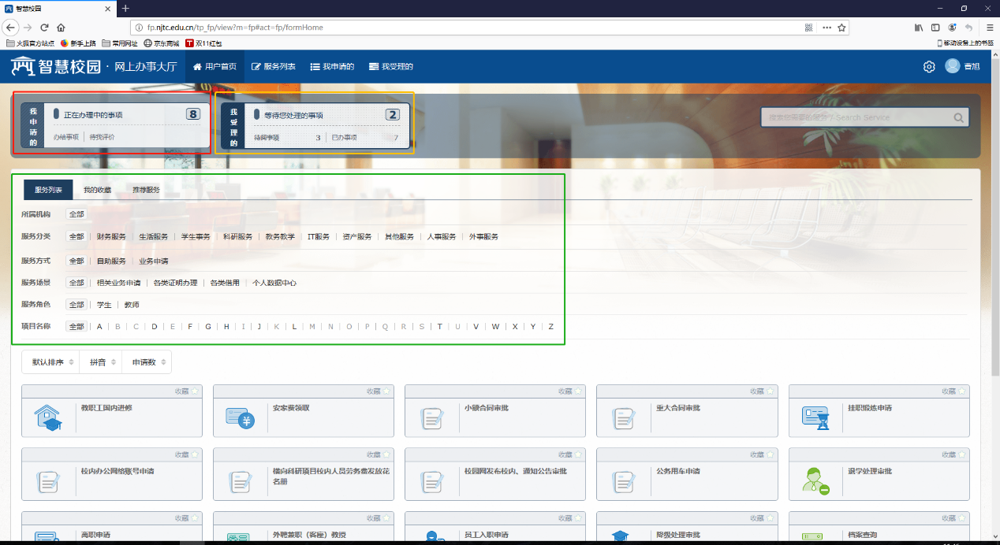 智慧校园
fp.njtc.edu.cn/tp_fp/view?m=fp#act=fp/formHome
火狐官方站点 新手上路 常用网址 京东商城 双11红包 移动设备上的书签
智慧校园 · 网上办事大厅 用户首页 服务列表 我申请的 我受理的 曹旭
我申请的 正在办理中的事项 8
办结事项 待我评价
我受理的 等待您处理的事项 2
待阅事项 3 已办事项 7
搜索您需要的服务？Search Service
服务列表 我的收藏 推荐服务
所属机构 全部
服务分类 全部 财务服务 生活服务 学生事务 科研服务 教务教学 IT服务 资产服务 其他服务 人事服务 外事服务
服务方式 全部 自助服务 业务申请
服务场景 全部 相关业务申请 各类证明办理 各类借用 个人数据中心
服务角色 全部 学生 教师
项目名称 全部 A B C D E F G H I J K L M N O P Q R S T U V W X Y Z
默认排序 拼音 申请数
收藏 收藏 收藏 收藏 收藏
教职工国内进修 安家费领取 小额合同审批 重大合同审批 挂职锻炼申请
收藏 收藏 收藏 收藏 收藏
校内办公网络账号申请 横向科研项目校内人员劳务费发放花名册 校园网发布校内、通知公告审批 公务用车申请 退学处理审批
收藏 收藏 收藏 收藏 收藏
离职申请 外聘兼职（客座）教授 员工入职申请 降级处理审批 档案查询